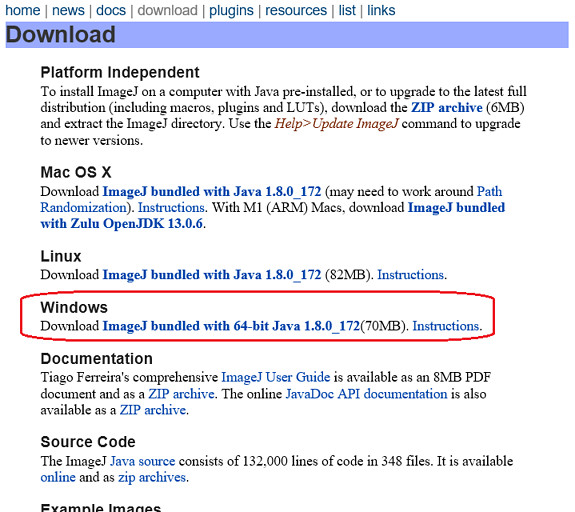 home | news | docs | download | plugins | resources | list | links
Download
Platform Independent
To install ImageJ on a computer with Java pre-installed, or to upgrade to the latest full
distribution (including macros, plugins and LUTs), download the ZIP archive (6MB)
and extract the ImageJ directory. Use the Help>Update ImageJ command to upgrade
to newer versions.
Mac OS X
Download ImageJ bundled with Java 1.8.0_172 (may need to work around Path
Randomization). Instructions. With M1 (ARM) Macs, download ImageJ bundled
with Zulu OpenJDK 13.0.6.
Linux
Download ImageJ bundled with Java 1.8.0_172 (82MB). Instructions.
Windows
Download ImageJ bundled with 64-bit Java 1.8.0_172(70MB). Instructions.
Documentation
Tiago Ferreira's comprehensive ImageJ User Guide is available as an 8MB PDF
document and as a ZIP archive. The online JavaDoc API documentation is also
available as a ZIP archive.
Source Code
The ImageJ Java source consists of 132,000 lines of code in 348 files. It is available
online and as zip archives.
Example Images